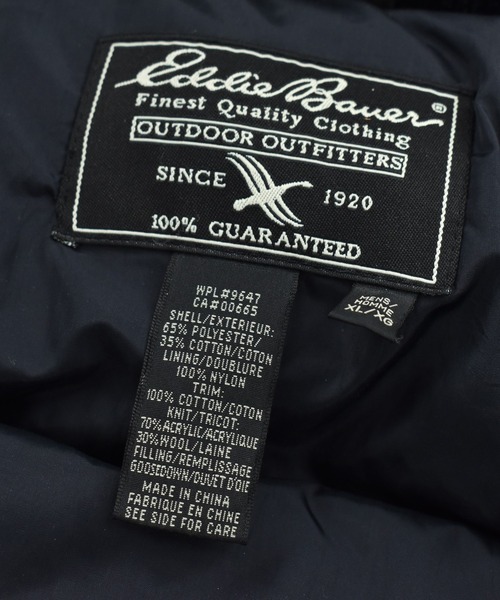 Eddie Bauer®
Finest Quality Clothing
OUTDOOR OUTFITTERS
SINCE 1920
100% GUARANTEED
WPL#9647
CA#00665
SHELL/EXTERIEUR:
65% POLYESTER/
35% COTTON/COTON
LINING/DOUBLURE
100% NYLON
TRIM:
100% COTTON/COTON
KNIT/TRICOT:
70% ACRYLIC/ACRYLIQUE
30% WOOL/LAINE
FILLING/REMPLISSAGE
GOOSEDOWN/DUVET D'OIE
MADE IN CHINA
FABRIQUE EN CHINE
SEE SIDE FOR CARE
MENS/
HOMME
XL/XG